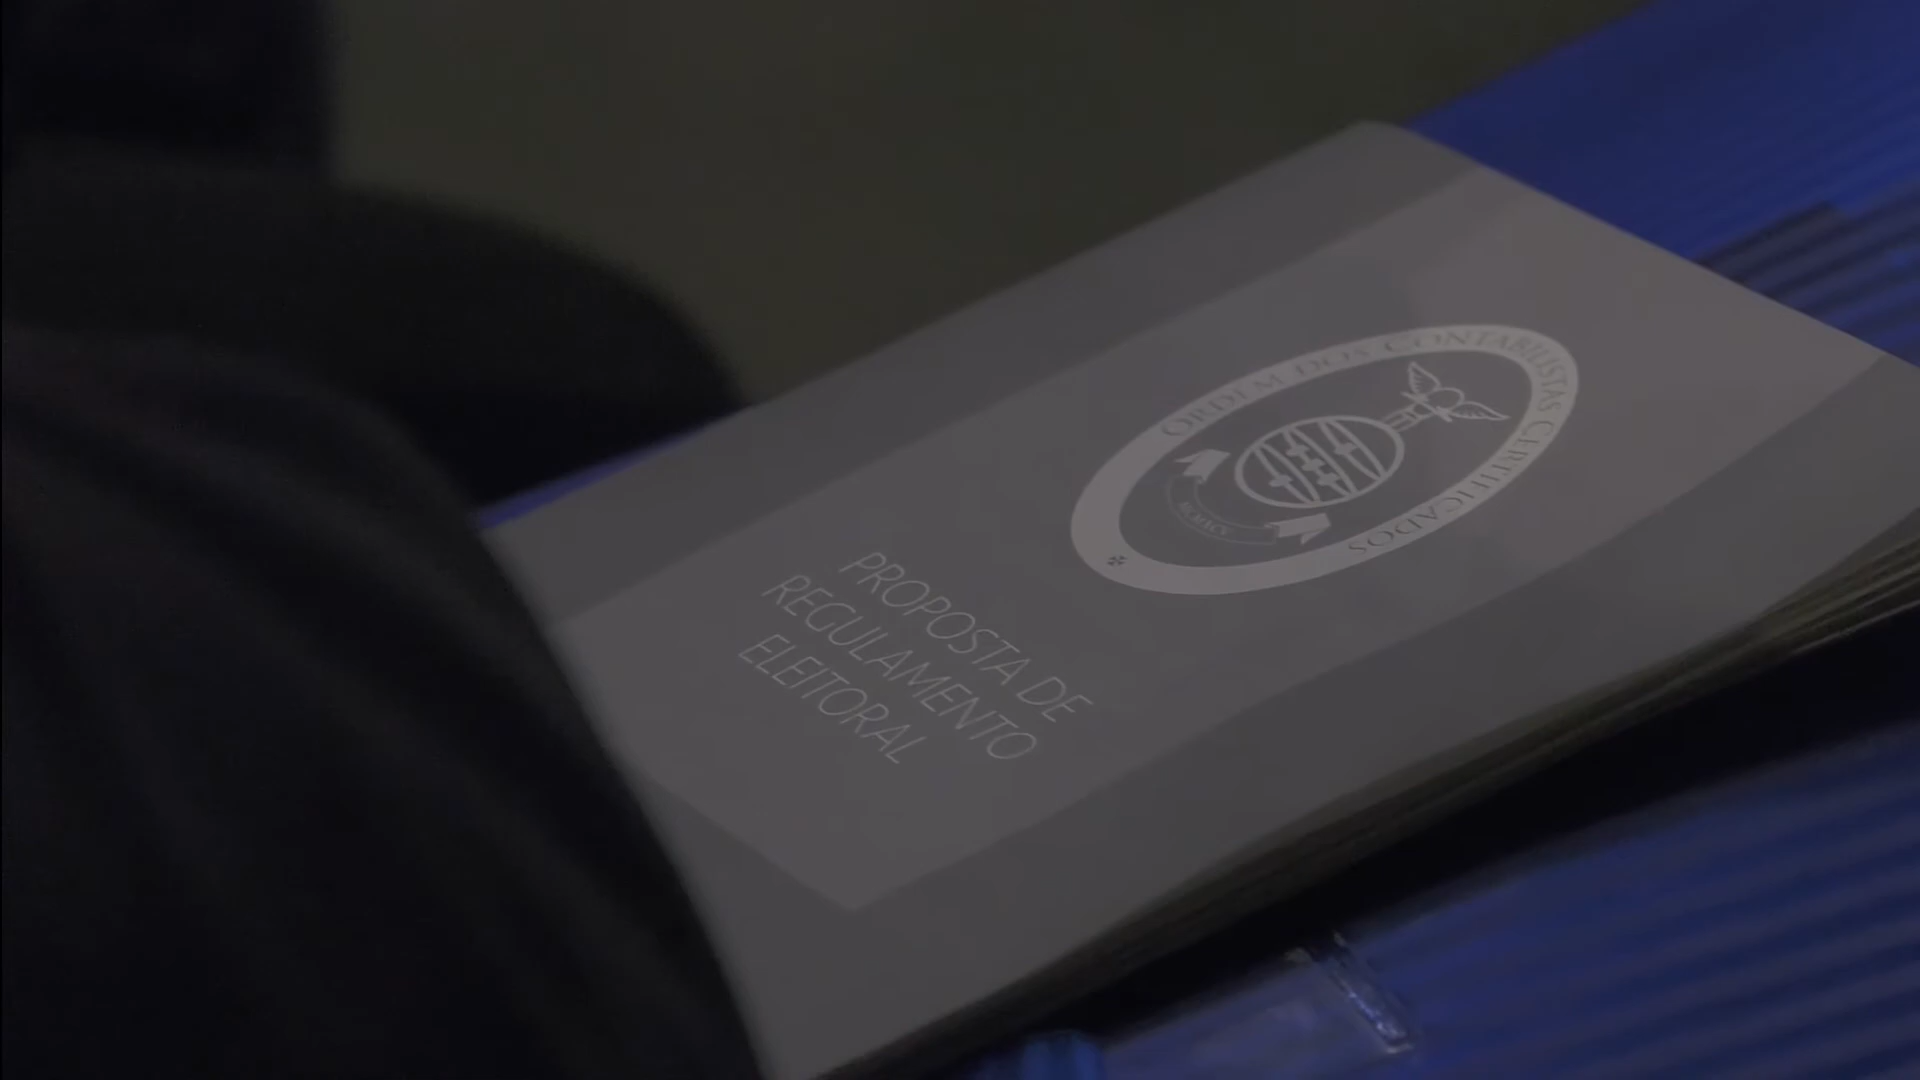 ORDEM DOS CONTABILISTAS CERTIFICADOS
PROPOSTA DE
REGULAMENTO
ELEITORAL